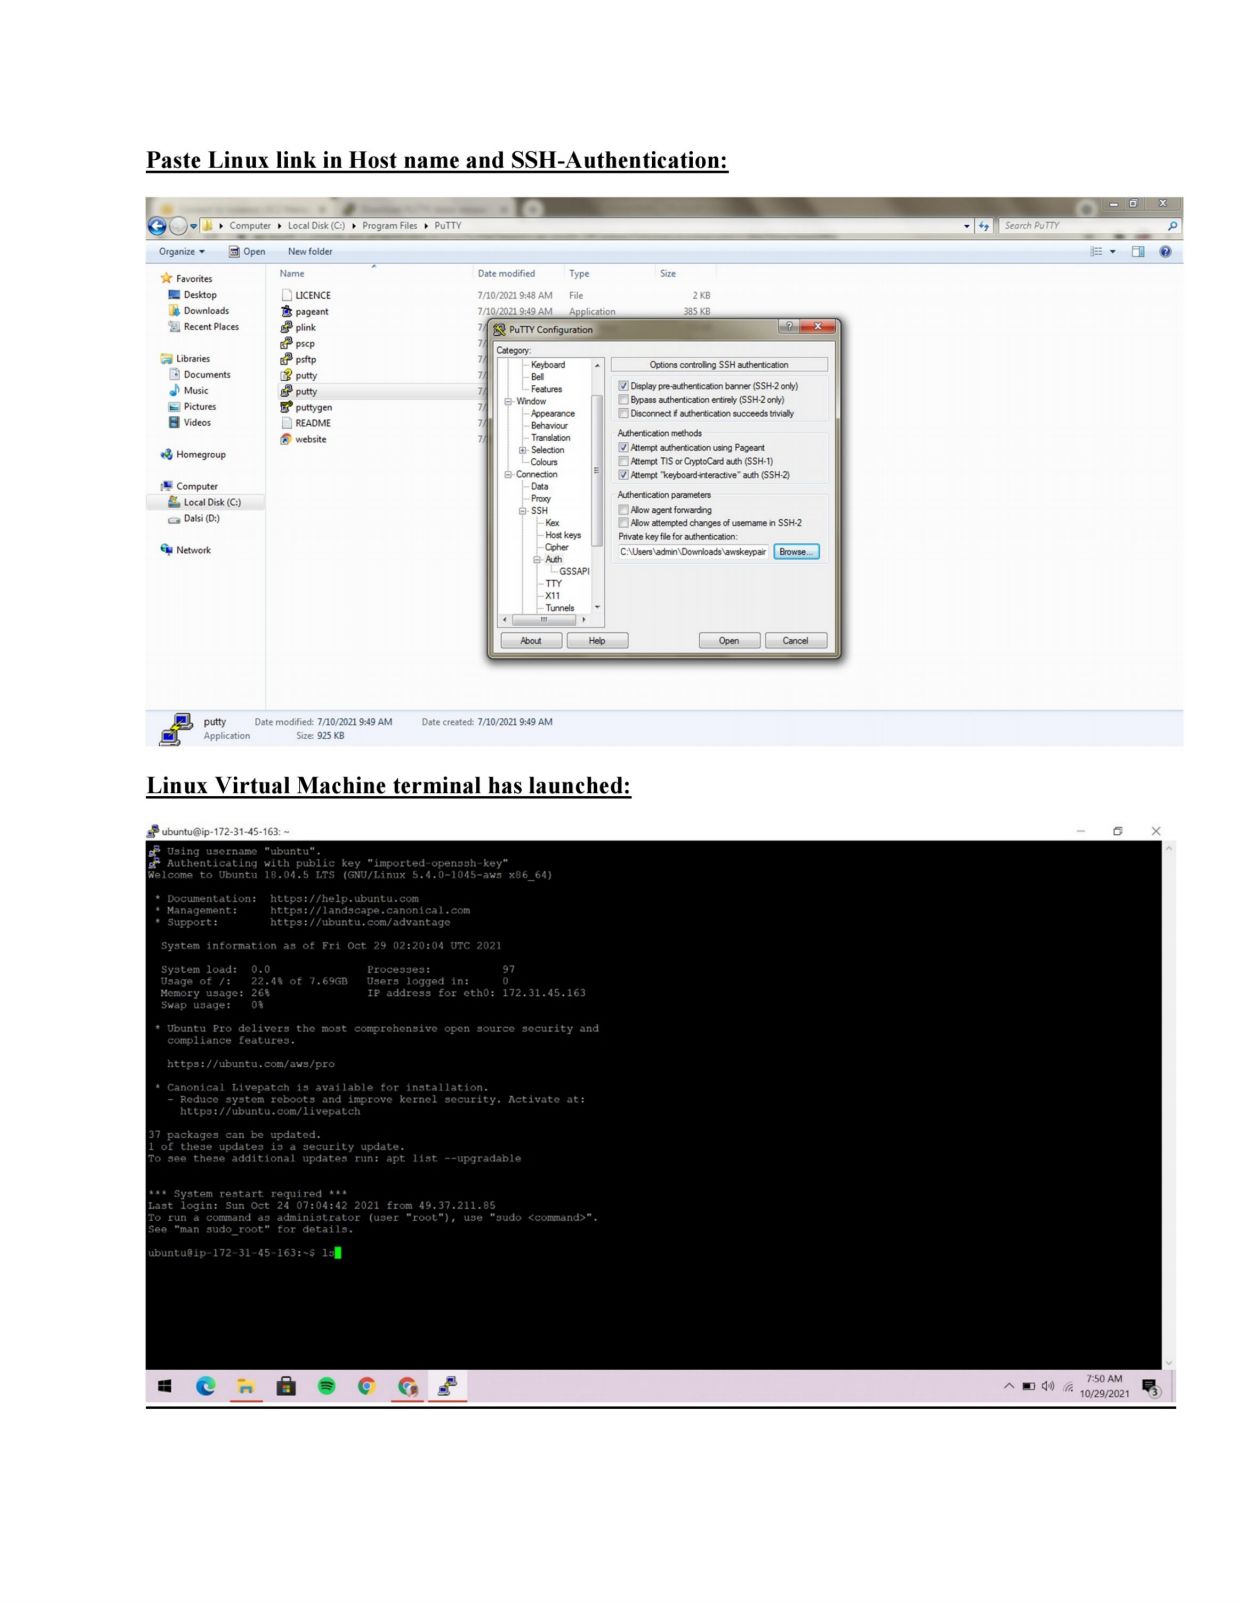 Paste Linux link in Host name and SSH-Authentication:
Computer Local Disk (C:) Program Files PuTTY
Search PuTTY
Organize Open New folder
Favorites
Desktop
Downloads
Recent Places
Libraries
Documents
Music
Pictures
Videos
Homegroup
Computer
Local Disk (C:)
Dalsi (D:)
Network
Name Date modified Type Size
LICENCE 7/10/2021 9:48 AM File 2 KB
pageant 7/10/2021 9:49 AM Application 385 KB
plink
pscp
psftp
putty
putty
puttygen
README
website
PuTTY Configuration
Category:
Keyboard
Bell
Features
Window
Appearance
Behaviour
Translation
Selection
Colours
Connection
Data
Proxy
SSH
Kex
Host keys
Cipher
Auth
GSSAPI
TTY
X11
Tunnels
Options controlling SSH authentication
Display pre-authentication banner (SSH-2 only)
Bypass authentication entirely (SSH-2 only)
Disconnect if authentication succeeds trivially
Authentication methods
Attempt authentication using Pageant
Attempt TIS or CryptoCard auth (SSH-1)
Attempt "keyboard-interactive" auth (SSH-2)
Authentication parameters
Allow agent forwarding
Allow attempted changes of username in SSH-2
Private key file for authentication:
C:\Users\admin\Downloads\awskeypair Browse...
About Help Open Cancel
putty Date modified: 7/10/2021 9:49 AM Date created: 7/10/2021 9:49 AM
Application Size: 925 KB
Linux Virtual Machine terminal has launched:
ubuntu@ip-172-31-45-163: ~
Using username "ubuntu".
Authenticating with public key "imported-openssh-key"
Welcome to Ubuntu 18.04.5 LTS (GNU/Linux 5.4.0-1045-aws x86_64)
* Documentation: https://help.ubuntu.com
* Management: https://landscape.canonical.com
* Support: https://ubuntu.com/advantage
System information as of Fri Oct 29 02:20:04 UTC 2021
System load: 0.0 Processes: 97
Usage of /: 22.4% of 7.69GB Users logged in: 0
Memory usage: 26% IP address for eth0: 172.31.45.163
Swap usage: 0%
* Ubuntu Pro delivers the most comprehensive open source security and
compliance features.
https://ubuntu.com/aws/pro
* Canonical Livepatch is available for installation.
- Reduce system reboots and improve kernel security. Activate at:
https://ubuntu.com/livepatch
37 packages can be updated.
1 of these updates is a security update.
To see these additional updates run: apt list --upgradable
*** System restart required ***
Last login: Sun Oct 24 07:04:42 2021 from 49.37.211.85
To run a command as administrator (user "root"), use "sudo <command>".
See "man sudo_root" for details.
ubuntu@ip-172-31-45-163:~$ ls
7:50 AM
10/29/2021
3